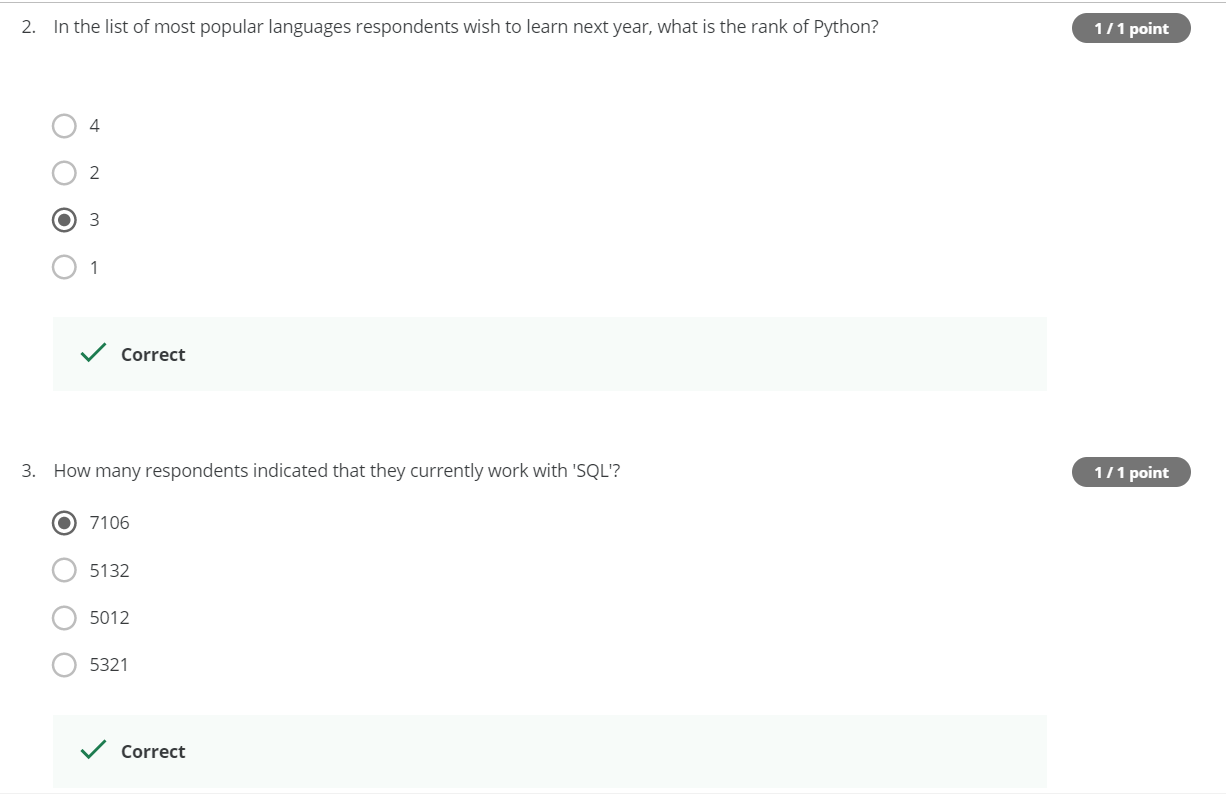 2. In the list of most popular languages respondents wish to learn next year, what is the rank of Python?
1 / 1 point
4
2
3
1
Correct
3. How many respondents indicated that they currently work with 'SQL'?
1 / 1 point
7106
5132
5012
5321
Correct